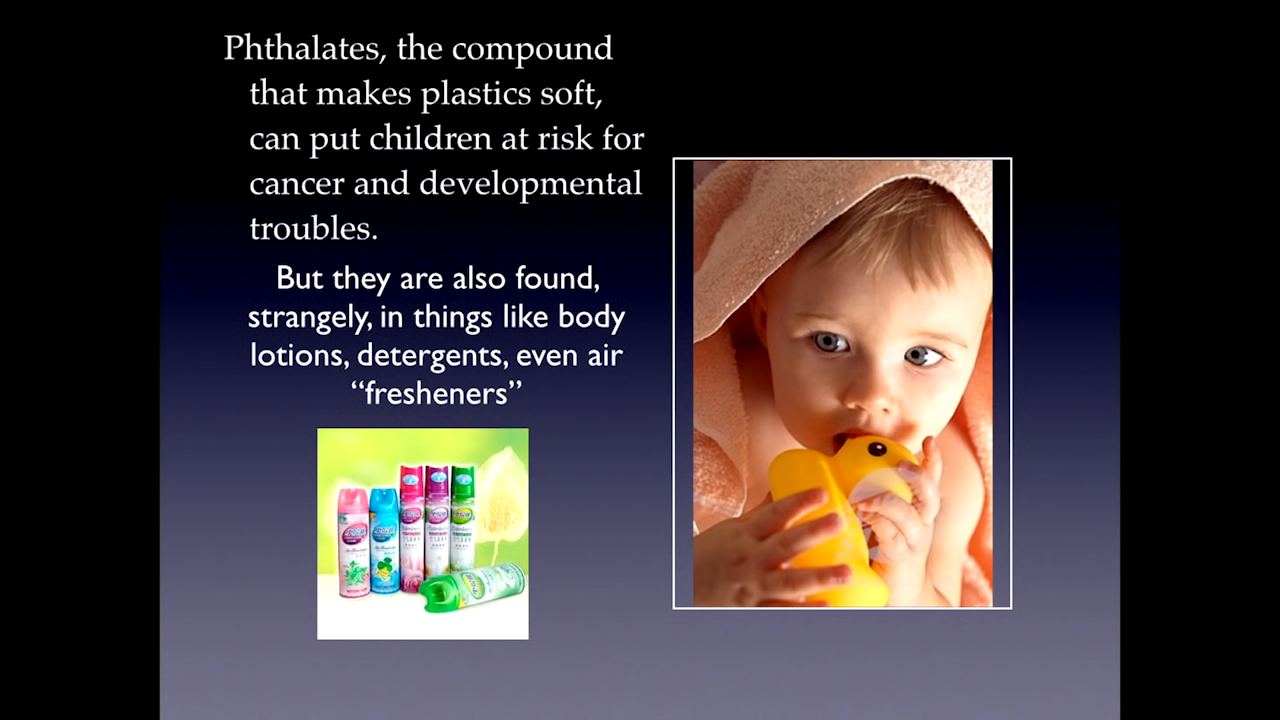 Phthalates, the compound
that makes plastics soft,
can put children at risk for
cancer and developmental
troubles.
But they are also found,
strangely, in things like body
lotions, detergents, even air
“fresheners”